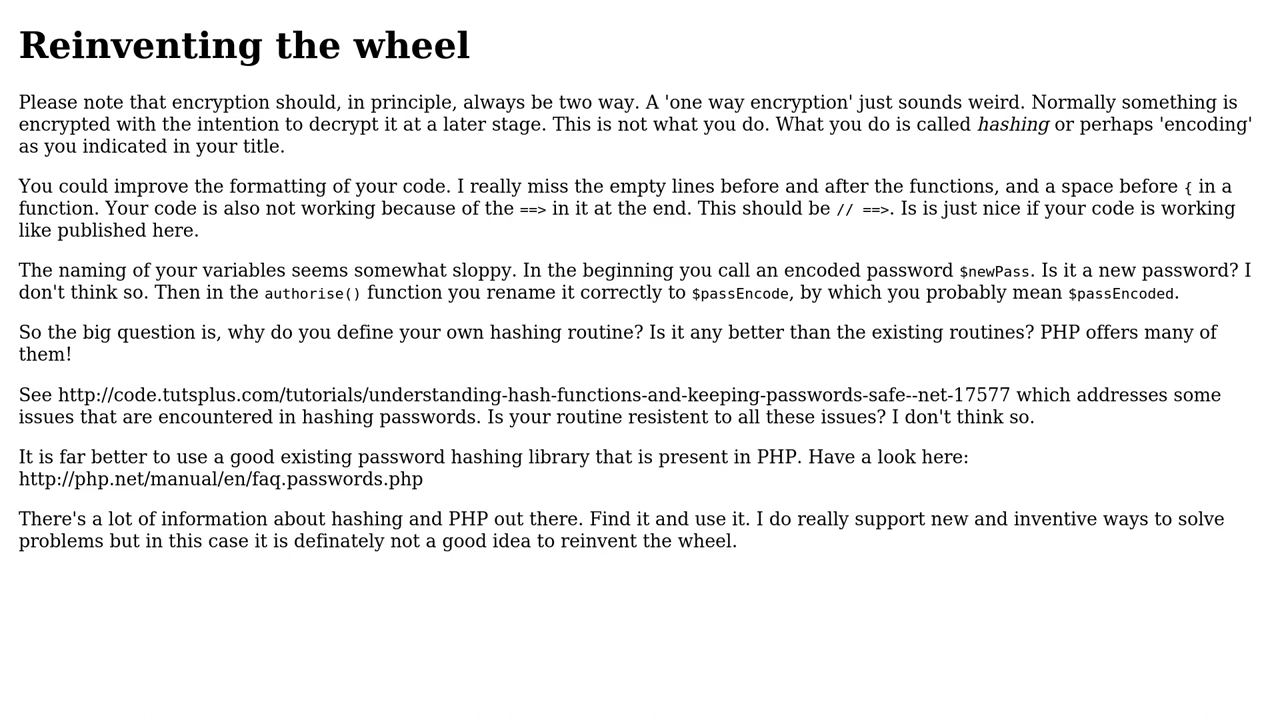 Reinventing the wheel
Please note that encryption should, in principle, always be two way. A 'one way encryption' just sounds weird. Normally something is
encrypted with the intention to decrypt it at a later stage. This is not what you do. What you do is called hashing or perhaps 'encoding'
as you indicated in your title.
You could improve the formatting of your code. I really miss the empty lines before and after the functions, and a space before { in a
function. Your code is also not working because of the ==> in it at the end. This should be // ==>. Is is just nice if your code is working
like published here.
The naming of your variables seems somewhat sloppy. In the beginning you call an encoded password $newPass. Is it a new password? I
don't think so. Then in the authorise() function you rename it correctly to $passEncode, by which you probably mean $passEncoded.
So the big question is, why do you define your own hashing routine? Is it any better than the existing routines? PHP offers many of
them!
See http://code.tutsplus.com/tutorials/understanding-hash-functions-and-keeping-passwords-safe--net-17577 which addresses some
issues that are encountered in hashing passwords. Is your routine resistent to all these issues? I don't think so.
It is far better to use a good existing password hashing library that is present in PHP. Have a look here:
http://php.net/manual/en/faq.passwords.php
There's a lot of information about hashing and PHP out there. Find it and use it. I do really support new and inventive ways to solve
problems but in this case it is definately not a good idea to reinvent the wheel.